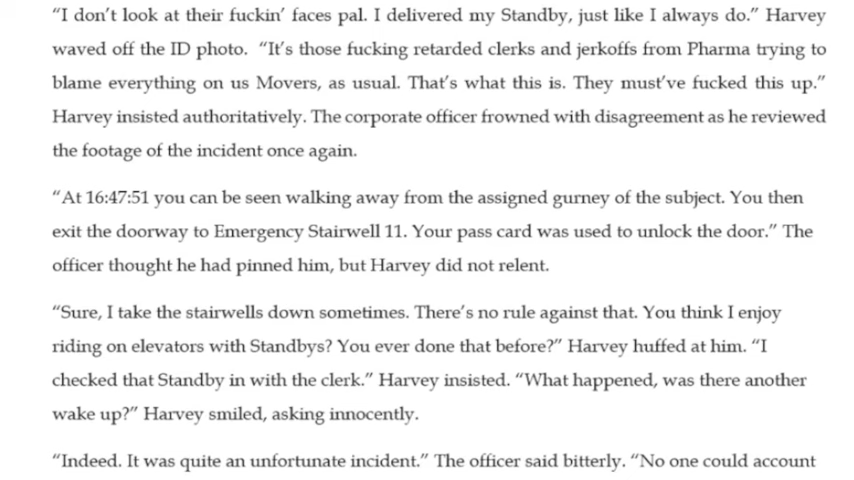 “I don’t look at their fuckin’ faces pal. I delivered my Standby, just like I always do.” Harvey
waved off the ID photo.  “It’s those fucking retarded clerks and jerkoffs from Pharma trying to
blame everything on us Movers, as usual. That’s what this is. They must’ve fucked this up.”
Harvey insisted authoritatively. The corporate officer frowned with disagreement as he reviewed
the footage of the incident once again.
“At 16:47:51 you can be seen walking away from the assigned gurney of the subject. You then
exit the doorway to Emergency Stairwell 11. Your pass card was used to unlock the door.” The
officer thought he had pinned him, but Harvey did not relent.
“Sure, I take the stairwells down sometimes. There’s no rule against that. You think I enjoy
riding on elevators with Standbys? You ever done that before?” Harvey huffed at him. “I
checked that Standby in with the clerk.” Harvey insisted. “What happened, was there another
wake up?” Harvey smiled, asking innocently.
“Indeed. It was quite an unfortunate incident.” The officer said bitterly. “No one could account